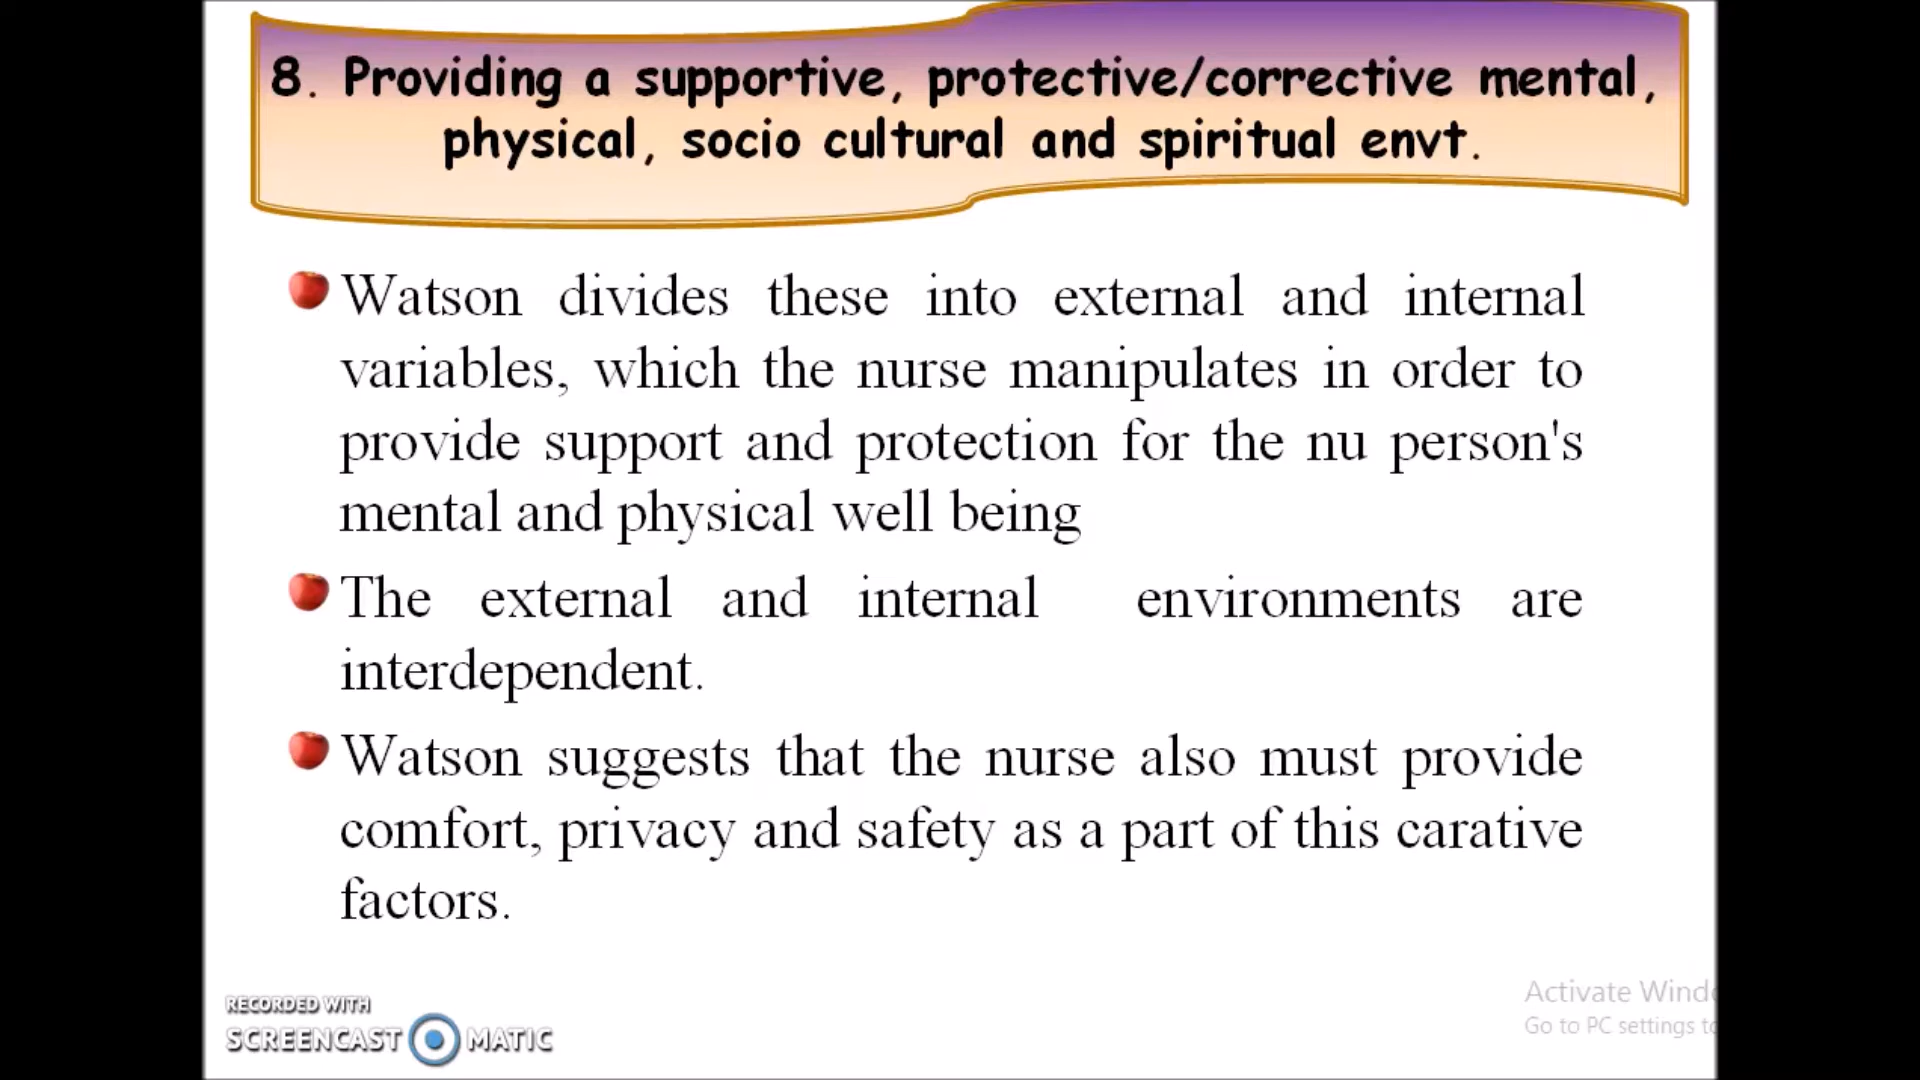 8. Providing a supportive, protective/corrective mental,
physical, socio cultural and spiritual envt.
Watson divides these into external and internal
variables, which the nurse manipulates in order to
provide support and protection for the nu person's
mental and physical well being
The external and internal environments are
interdependent.
Watson suggests that the nurse also must provide
comfort, privacy and safety as a part of this carative
factors.
RECORDED WITH
SCREENCAST MATIC
Activate
Go to PC settings